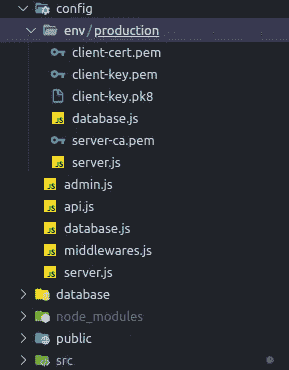 config
env/production
client-cert.pem
client-key.pem
client-key.pk8
database.js
server-ca.pem
server.js
admin.js
api.js
database.js
middlewares.js
server.js
database
node_modules
public
src